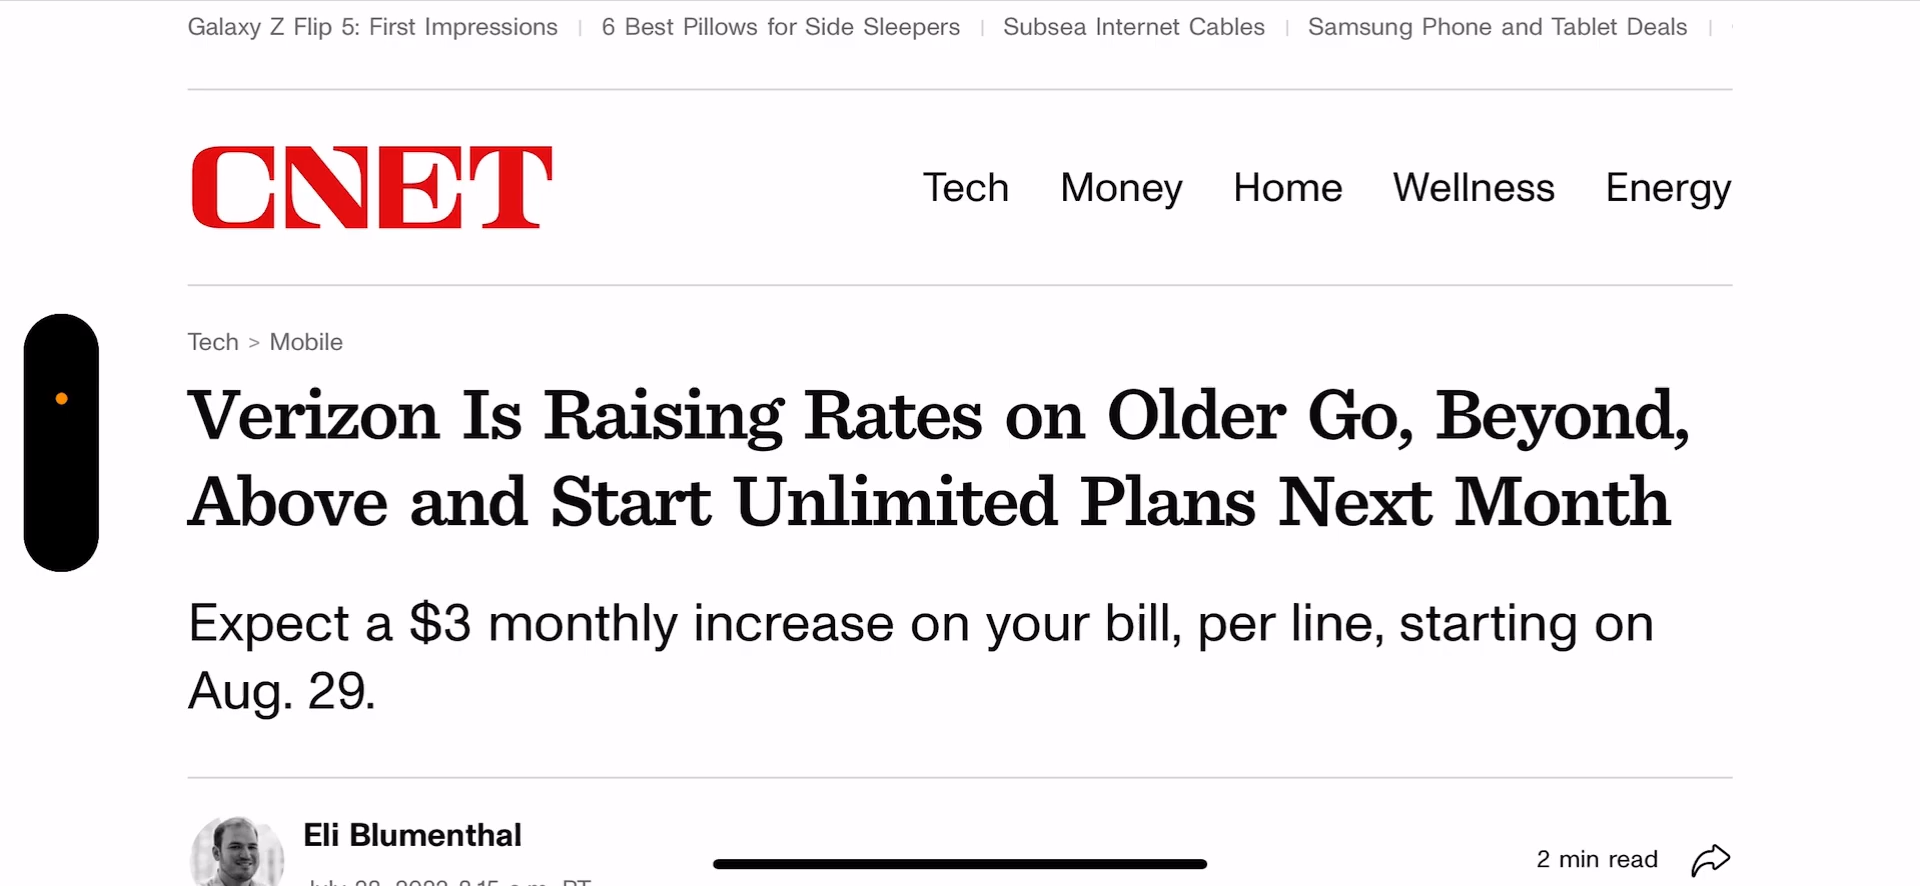 Galaxy Z Flip 5: First Impressions | 6 Best Pillows for Side Sleepers | Subsea Internet Cables | Samsung Phone and Tablet Deals |
CNET
Tech Money Home Wellness Energy
Tech > Mobile
Verizon Is Raising Rates on Older Go, Beyond,
Above and Start Unlimited Plans Next Month
Expect a $3 monthly increase on your bill, per line, starting on
Aug. 29.
Eli Blumenthal
2 min read